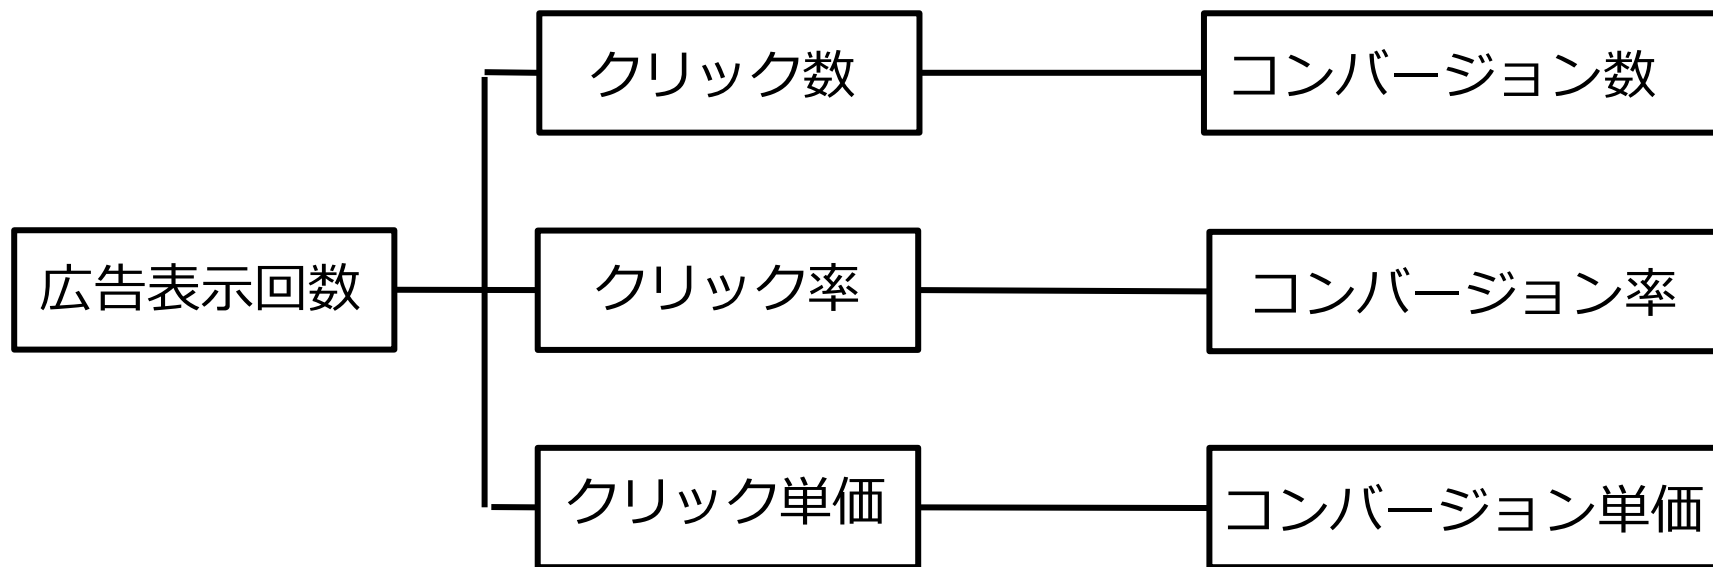 クリック数
コンバージョン数
広告表示回数
クリック率
コンバージョン率
クリック単価
コンバージョン単価